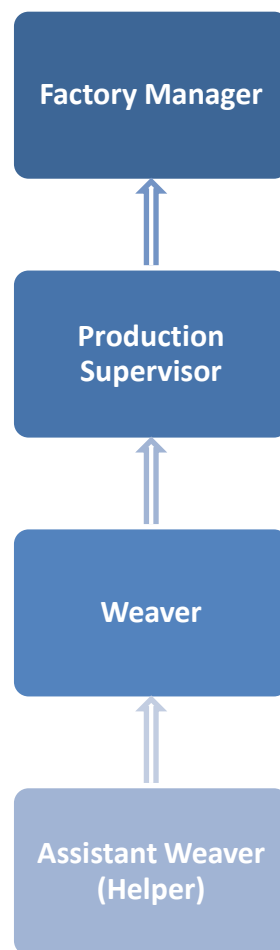 Factory Manager
Production
Supervisor
Weaver
Assistant Weaver
(Helper)